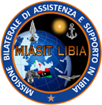 MISSIONE BILATERALE DI ASSISTENZA E SUPPORTO IN LIBIA
MIASIT LIBIA